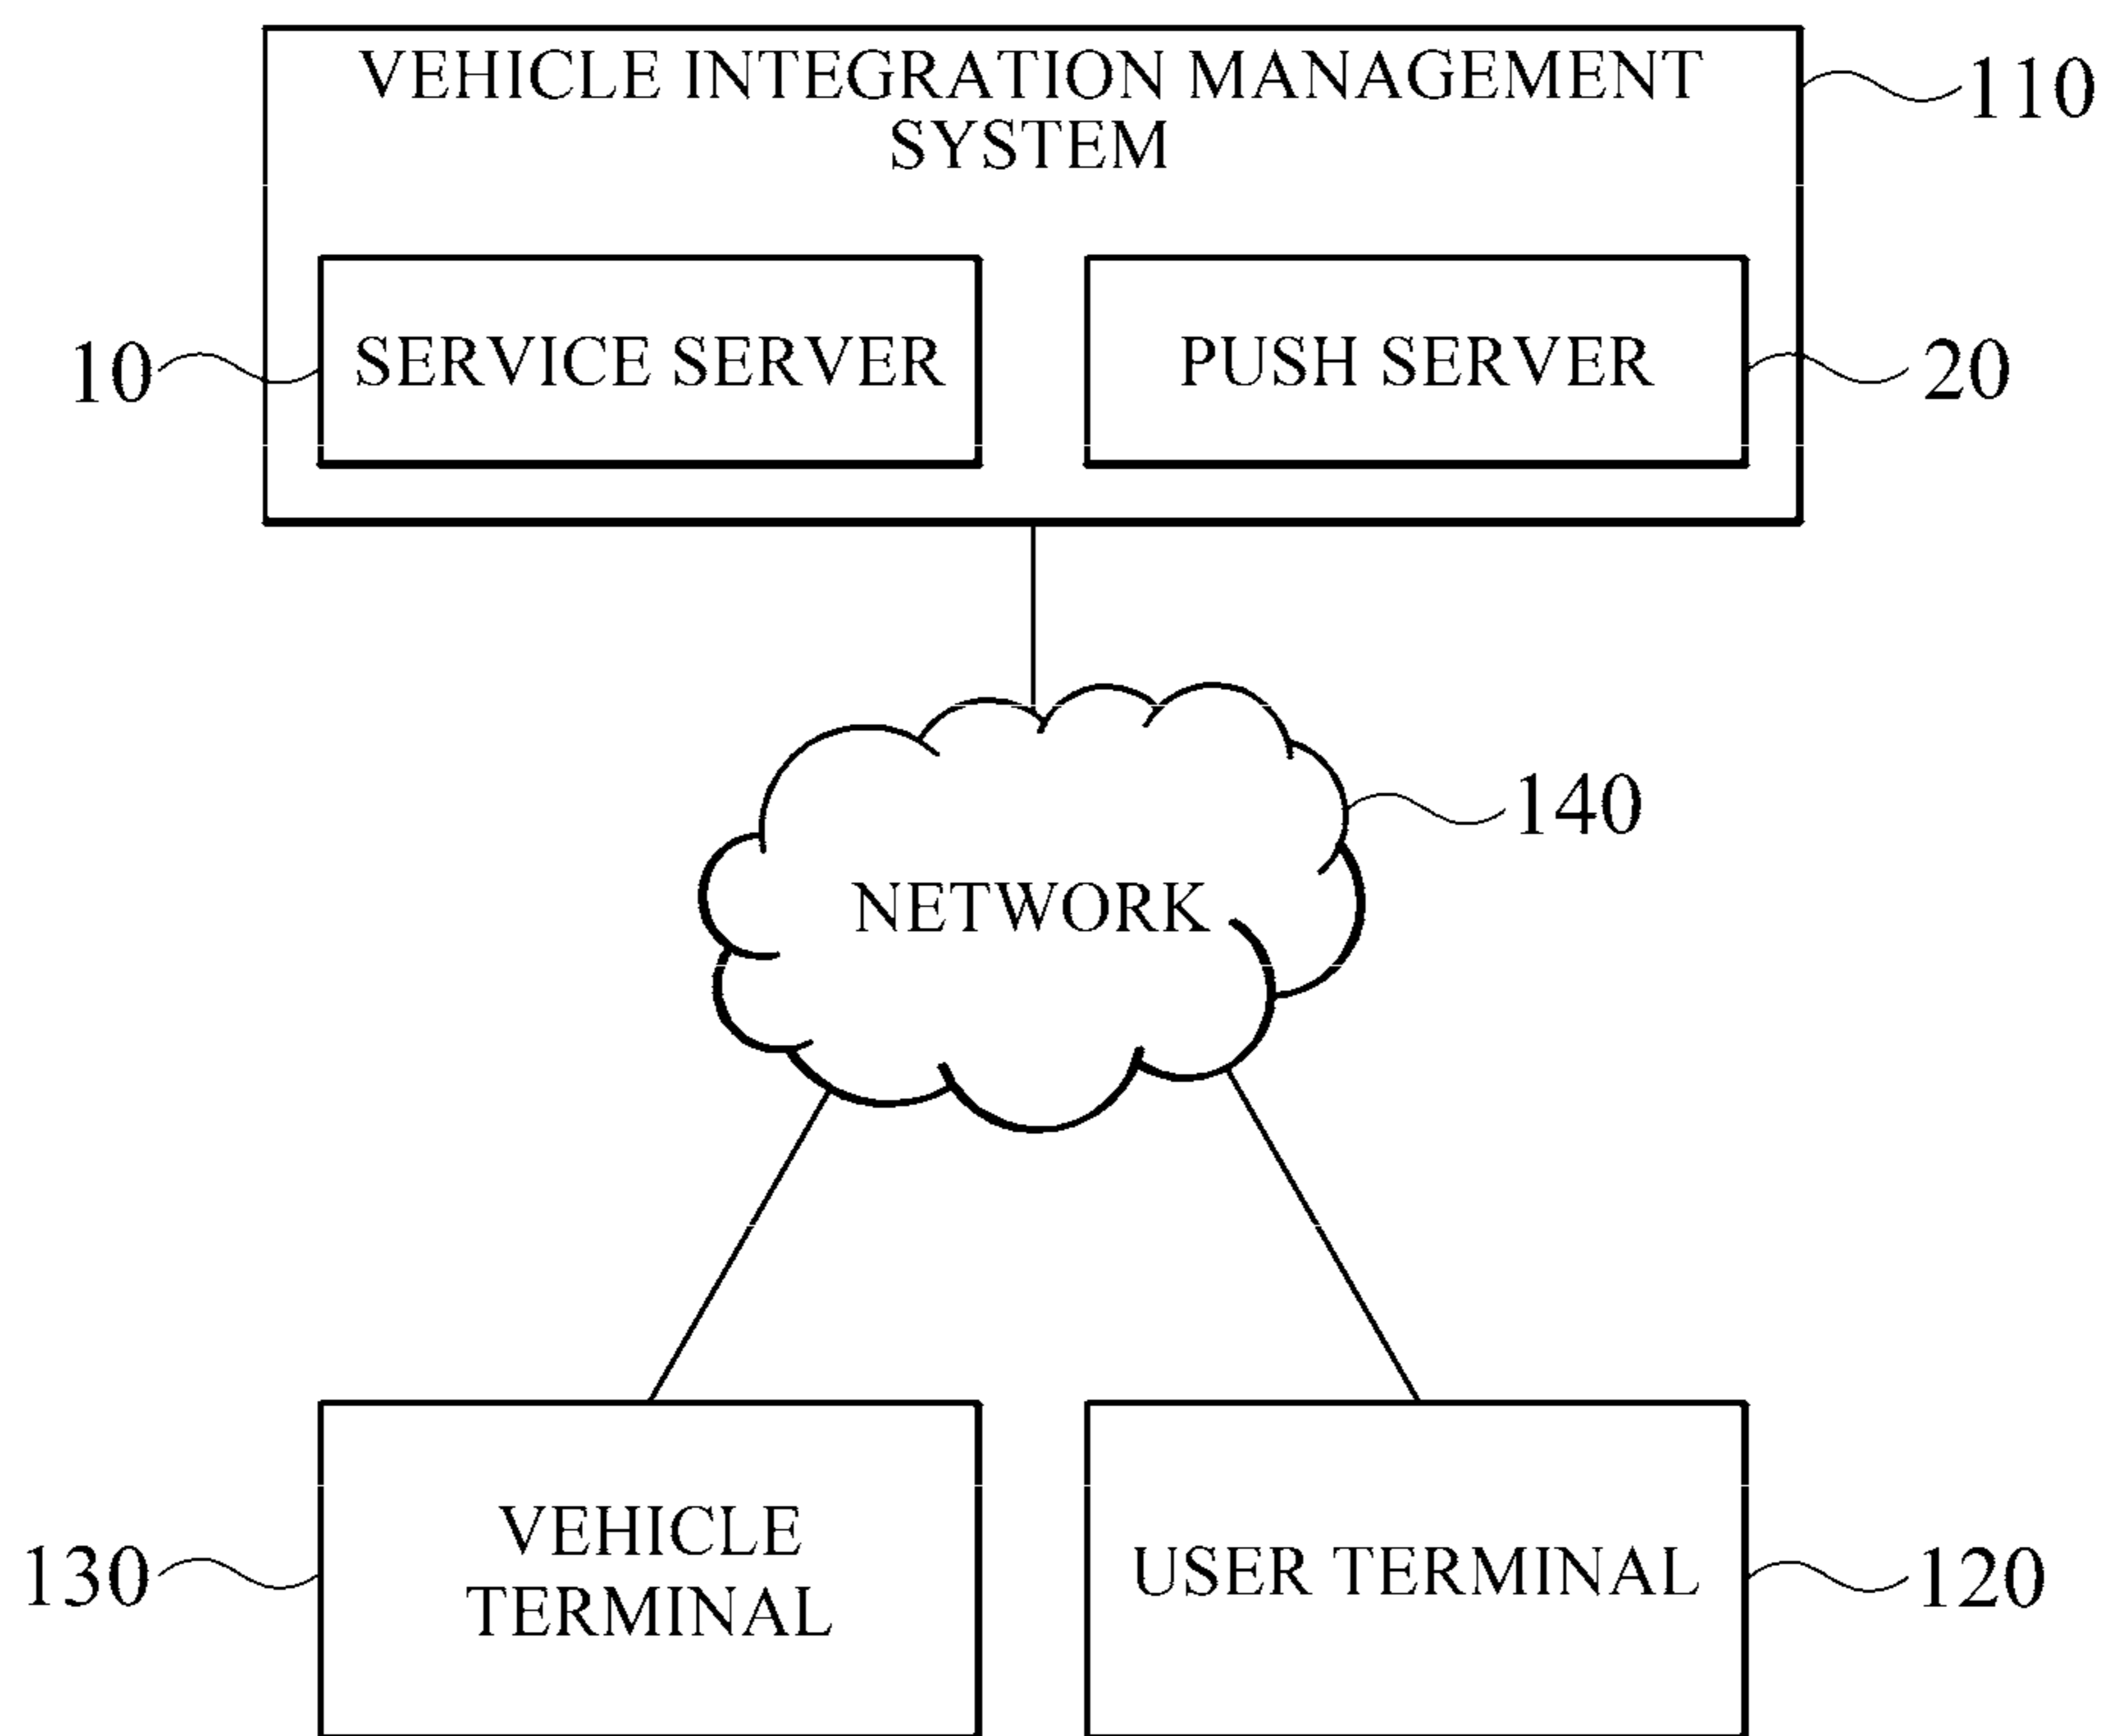 VEHICLE INTEGRATION MANAGEMENT
SYSTEM
110
10
SERVICE SERVER
PUSH SERVER
20
140
NETWORK
130
VEHICLE
TERMINAL
USER TERMINAL
120